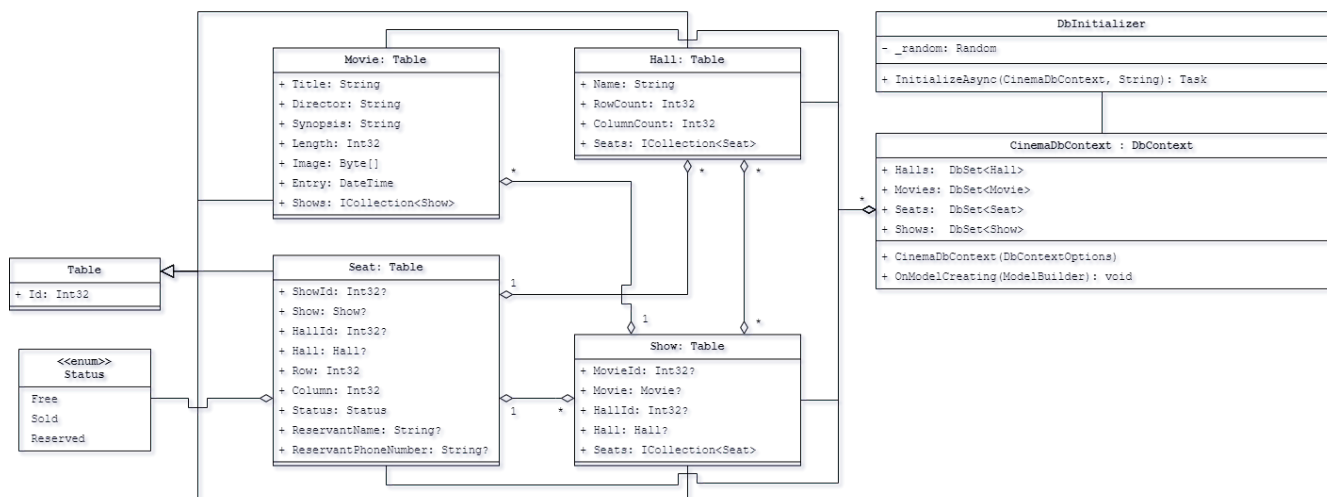 Movie: Table
+ Title: String
+ Director: String
+ Synopsis: String
+ Length: Int32
+ Image: Byte[]
+ Entry: DateTime
+ Shows: ICollection<Show>
*
Hall: Table
+ Name: String
+ RowCount: Int32
+ ColumnCount: Int32
+ Seats: ICollection<Seat>
*
*
DbInitializer
- _random: Random
+ InitializeAsync(CinemaDbContext, String): Task
CinemaDbContext : DbContext
+ Halls: DbSet<Hall>
+ Movies: DbSet<Movie>
+ Seats: DbSet<Seat>
+ Shows: DbSet<Show>
+ CinemaDbContext(DbContextOptions)
+ OnModelCreating(ModelBuilder): void
*
Table
+ Id: Int32
<<enum>>
Status
Free
Sold
Reserved
Seat: Table
+ ShowId: Int32?
+ Show: Show?
+ HallId: Int32?
+ Hall: Hall?
+ Row: Int32
+ Column: Int32
+ Status: Status
+ ReservantName: String?
+ ReservantPhoneNumber: String?
1
1
*
1
*
Show: Table
+ MovieId: Int32?
+ Movie: Movie?
+ HallId: Int32?
+ Hall: Hall?
+ Seats: ICollection<Seat>